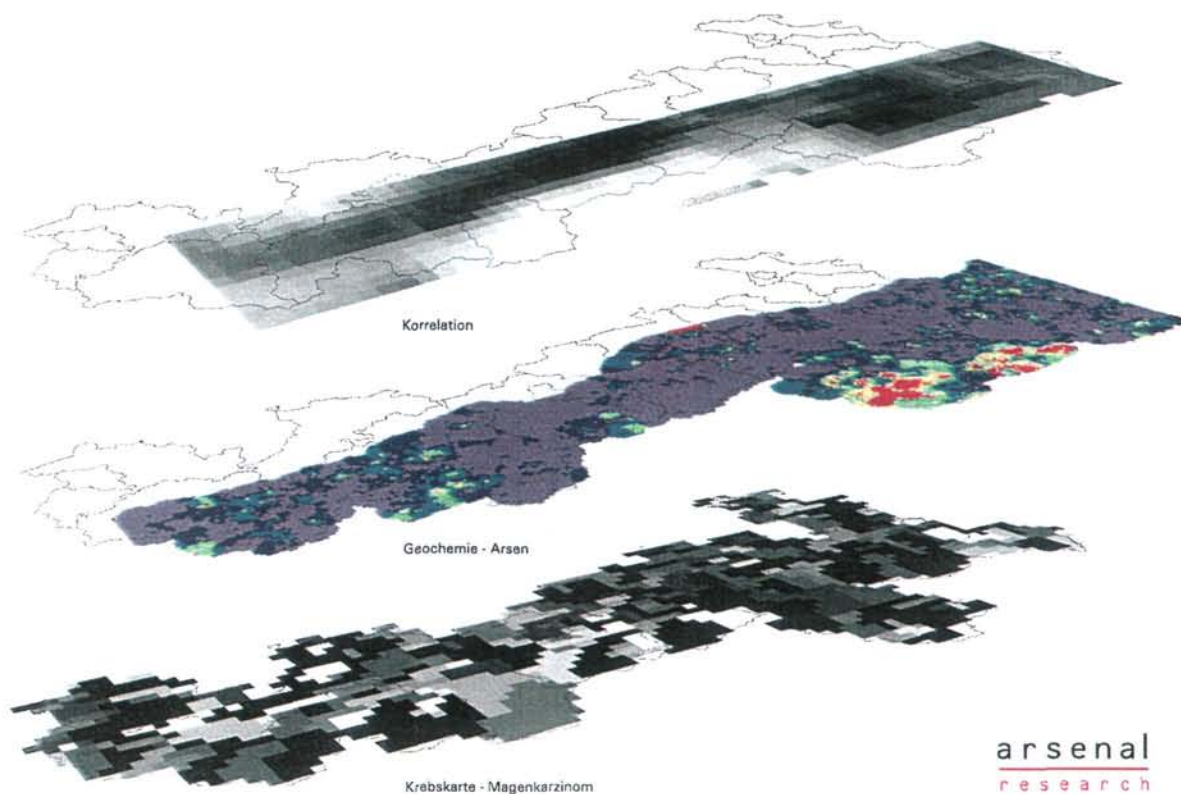 Korrelation
Geochemie - Arsen
Krebskarte - Magenkarzinom
arsenal
research